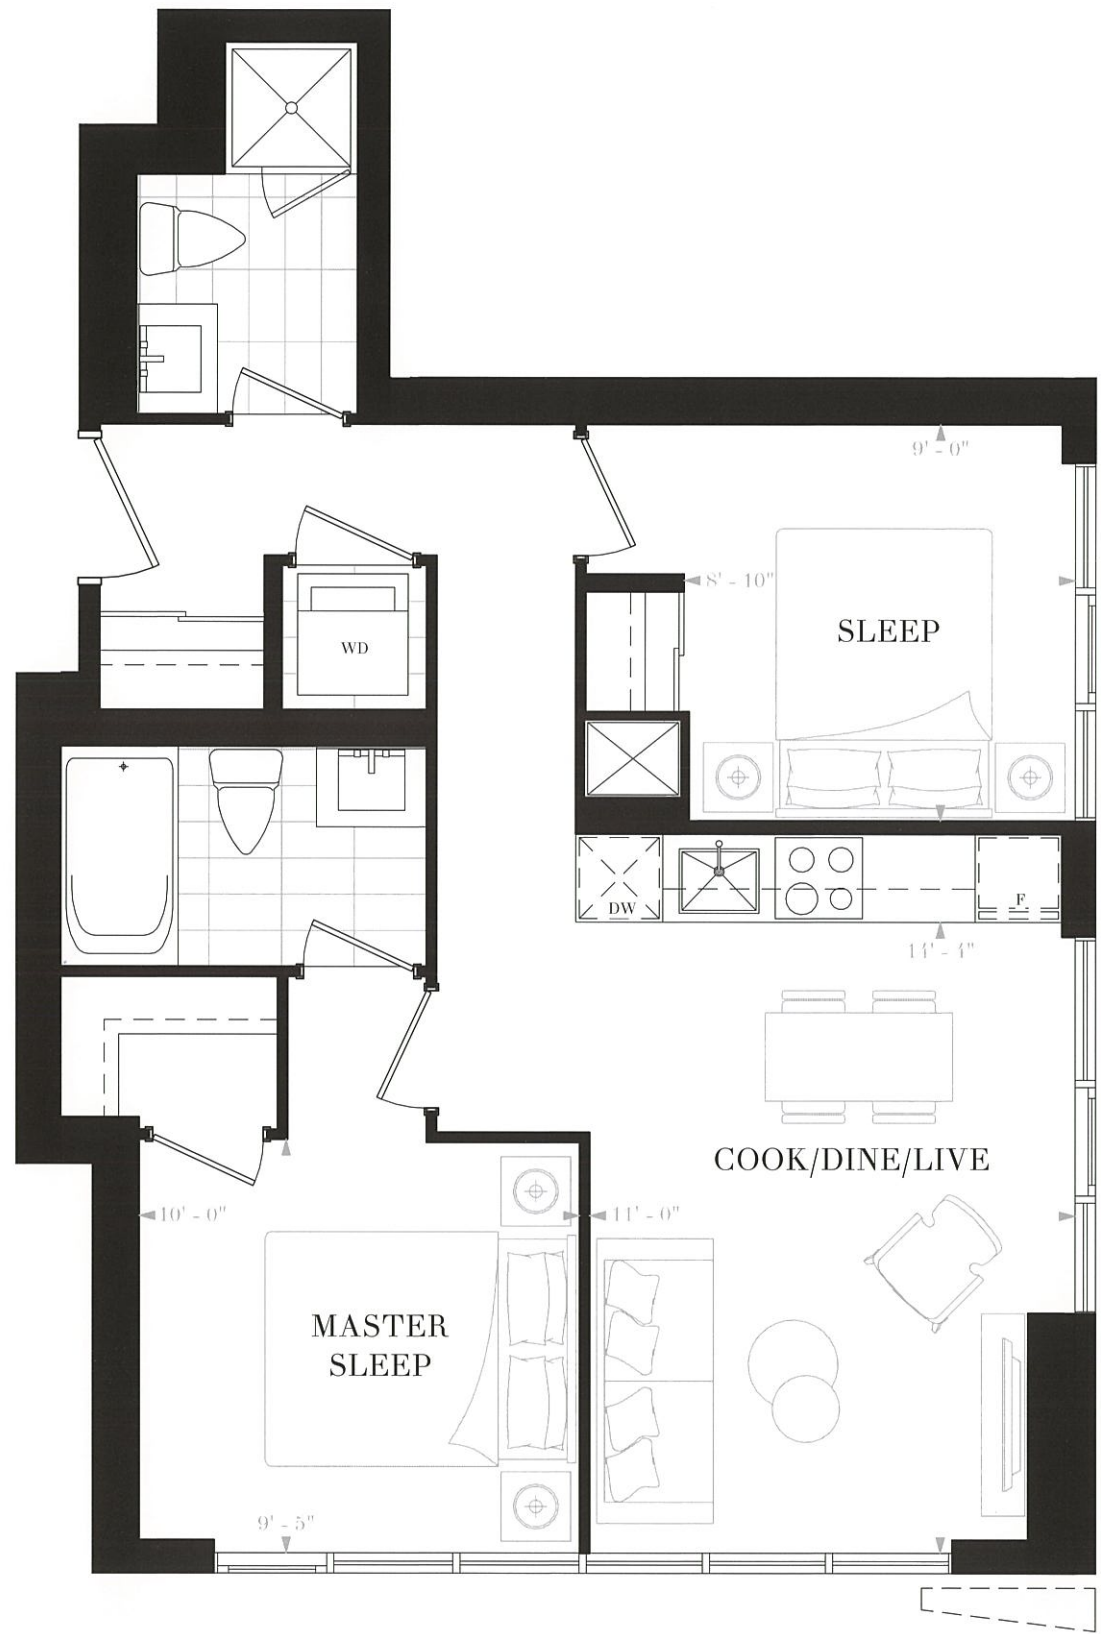 9' - 0"
8' - 10"
SLEEP
WD
DW
F
14' - 4"
COOK/DINE/LIVE
10' - 0"
11' - 0"
MASTER
SLEEP
9' - 5"